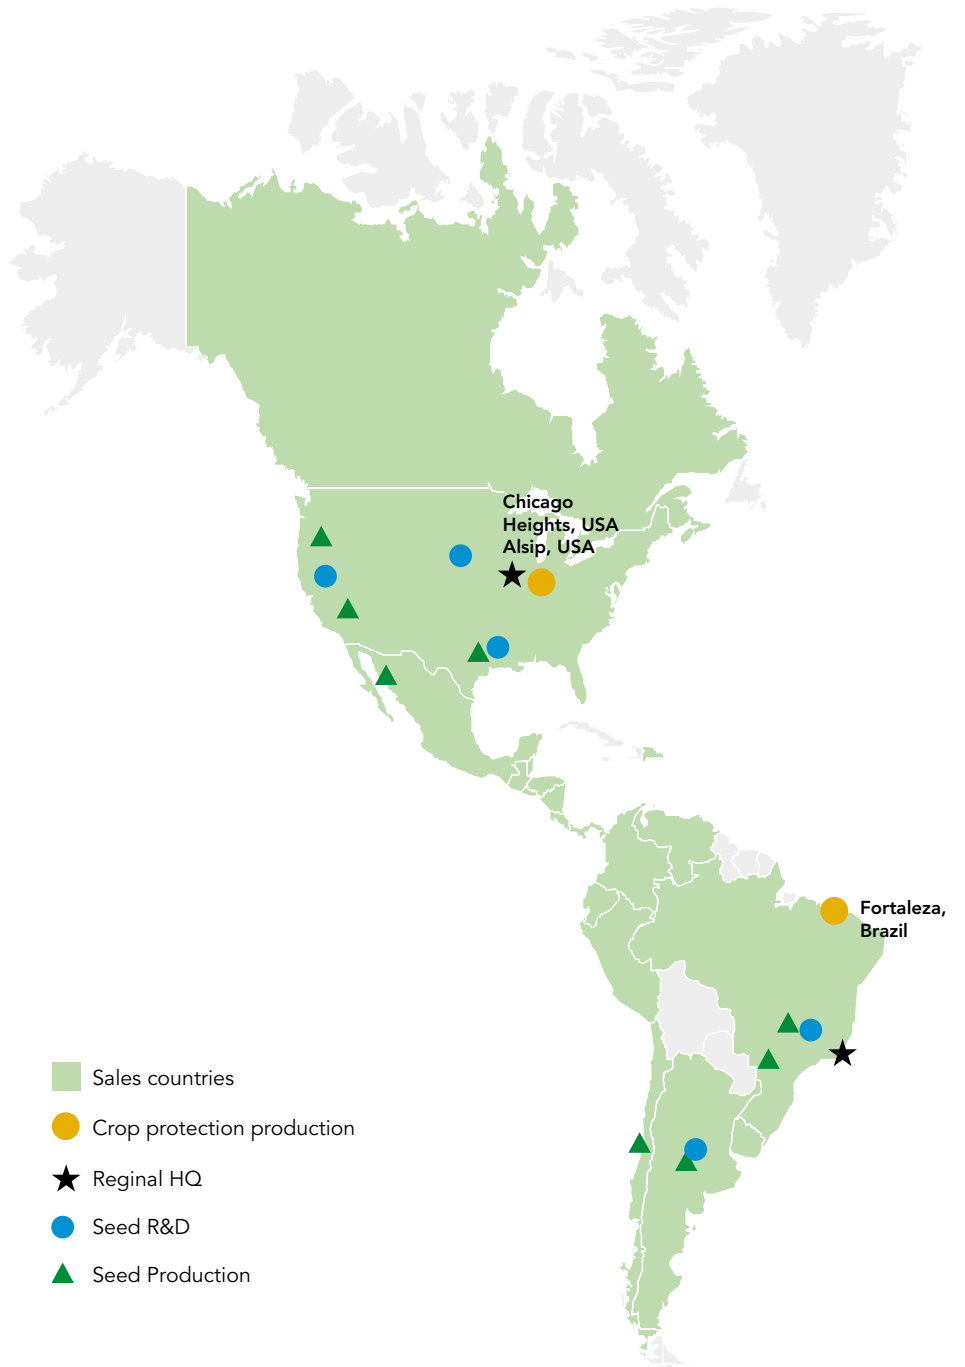 Chicago
Heights, USA
Alsip, USA
Fortaleza,
Brazil
Sales countries
Crop protection production
Reginal HQ
Seed R&D
Seed Production